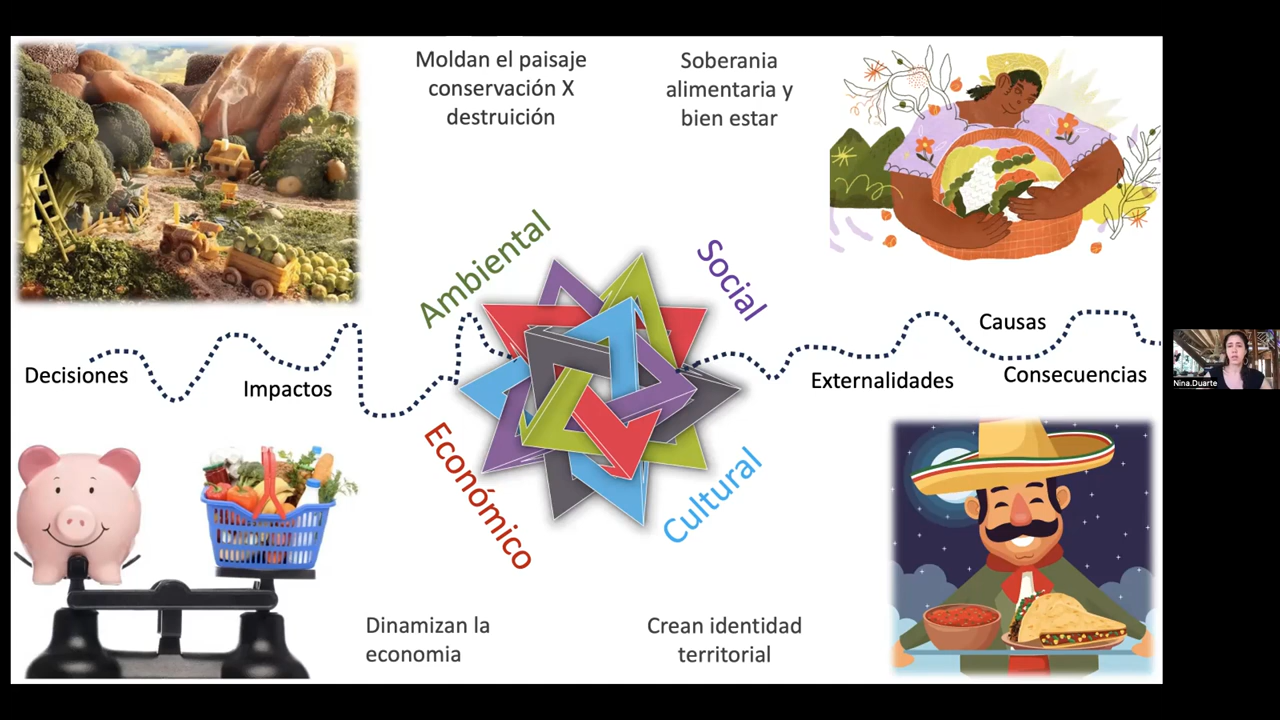 Moldan el paisaje
conservación X
destruición
Soberania
alimentaria y
bien estar
Ambiental
Social
Decisiones
Impactos
Causas
Externalidades
Consecuencias
Económico
Cultural
Dinamizan la
economia
Crean identidad
territorial
Nina.Duarte